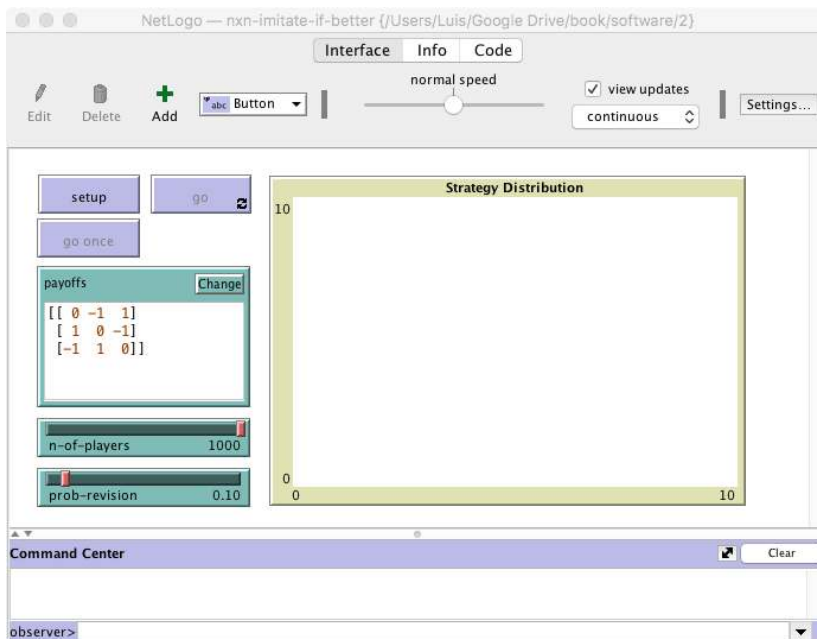 NetLogo — nxn-imitate-if-better {/Users/Luis/Google Drive/book/software/2}
Interface Info Code
normal speed
view updates
Edit Delete Add abc Button continuous Settings...
setup go
go once
payoffs Change
[[ 0 -1 1]
[ 1 0 -1]
[-1 1 0]]
n-of-players 1000
prob-revision 0.10
Strategy Distribution
10
0
0 10
Command Center Clear
observer>